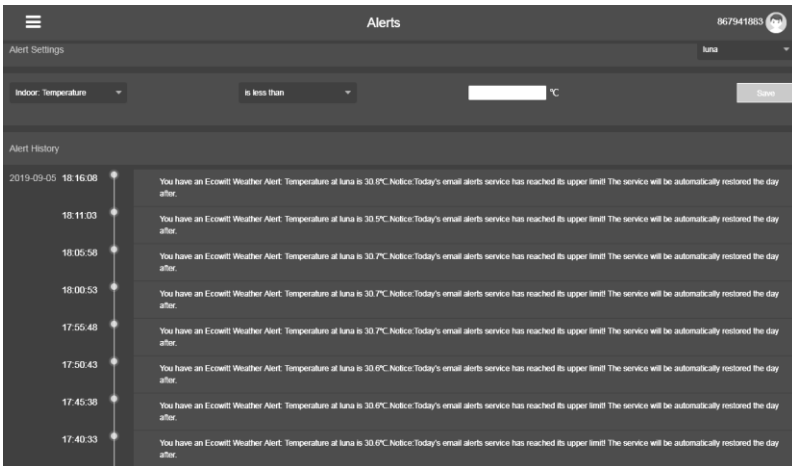 Alerts
867941883
Alert Settings
luna
Indoor: Temperature
is less than
℃
Save
Alert History
2019-09-05 18:16:08
You have an Ecowitt Weather Alert: Temperature at luna is 30.6℃.Notice:Today's email alerts service has reached its upper limit! The service will be automatically restored the day
after.
18:11:03
You have an Ecowitt Weather Alert: Temperature at luna is 30.5℃.Notice:Today's email alerts service has reached its upper limit! The service will be automatically restored the day
after.
18:05:58
You have an Ecowitt Weather Alert: Temperature at luna is 30.7℃.Notice:Today's email alerts service has reached its upper limit! The service will be automatically restored the day
after.
18:00:53
You have an Ecowitt Weather Alert: Temperature at luna is 30.7℃.Notice:Today's email alerts service has reached its upper limit! The service will be automatically restored the day
after.
17:55:48
You have an Ecowitt Weather Alert: Temperature at luna is 30.7℃.Notice:Today's email alerts service has reached its upper limit! The service will be automatically restored the day
after.
17:50:43
You have an Ecowitt Weather Alert: Temperature at luna is 30.6℃.Notice:Today's email alerts service has reached its upper limit! The service will be automatically restored the day
after.
17:45:38
You have an Ecowitt Weather Alert: Temperature at luna is 30.6℃.Notice:Today's email alerts service has reached its upper limit! The service will be automatically restored the day
after.
17:40:33
You have an Ecowitt Weather Alert: Temperature at luna is 30.6℃.Notice:Today's email alerts service has reached its upper limit! The service will be automatically restored the day
after.